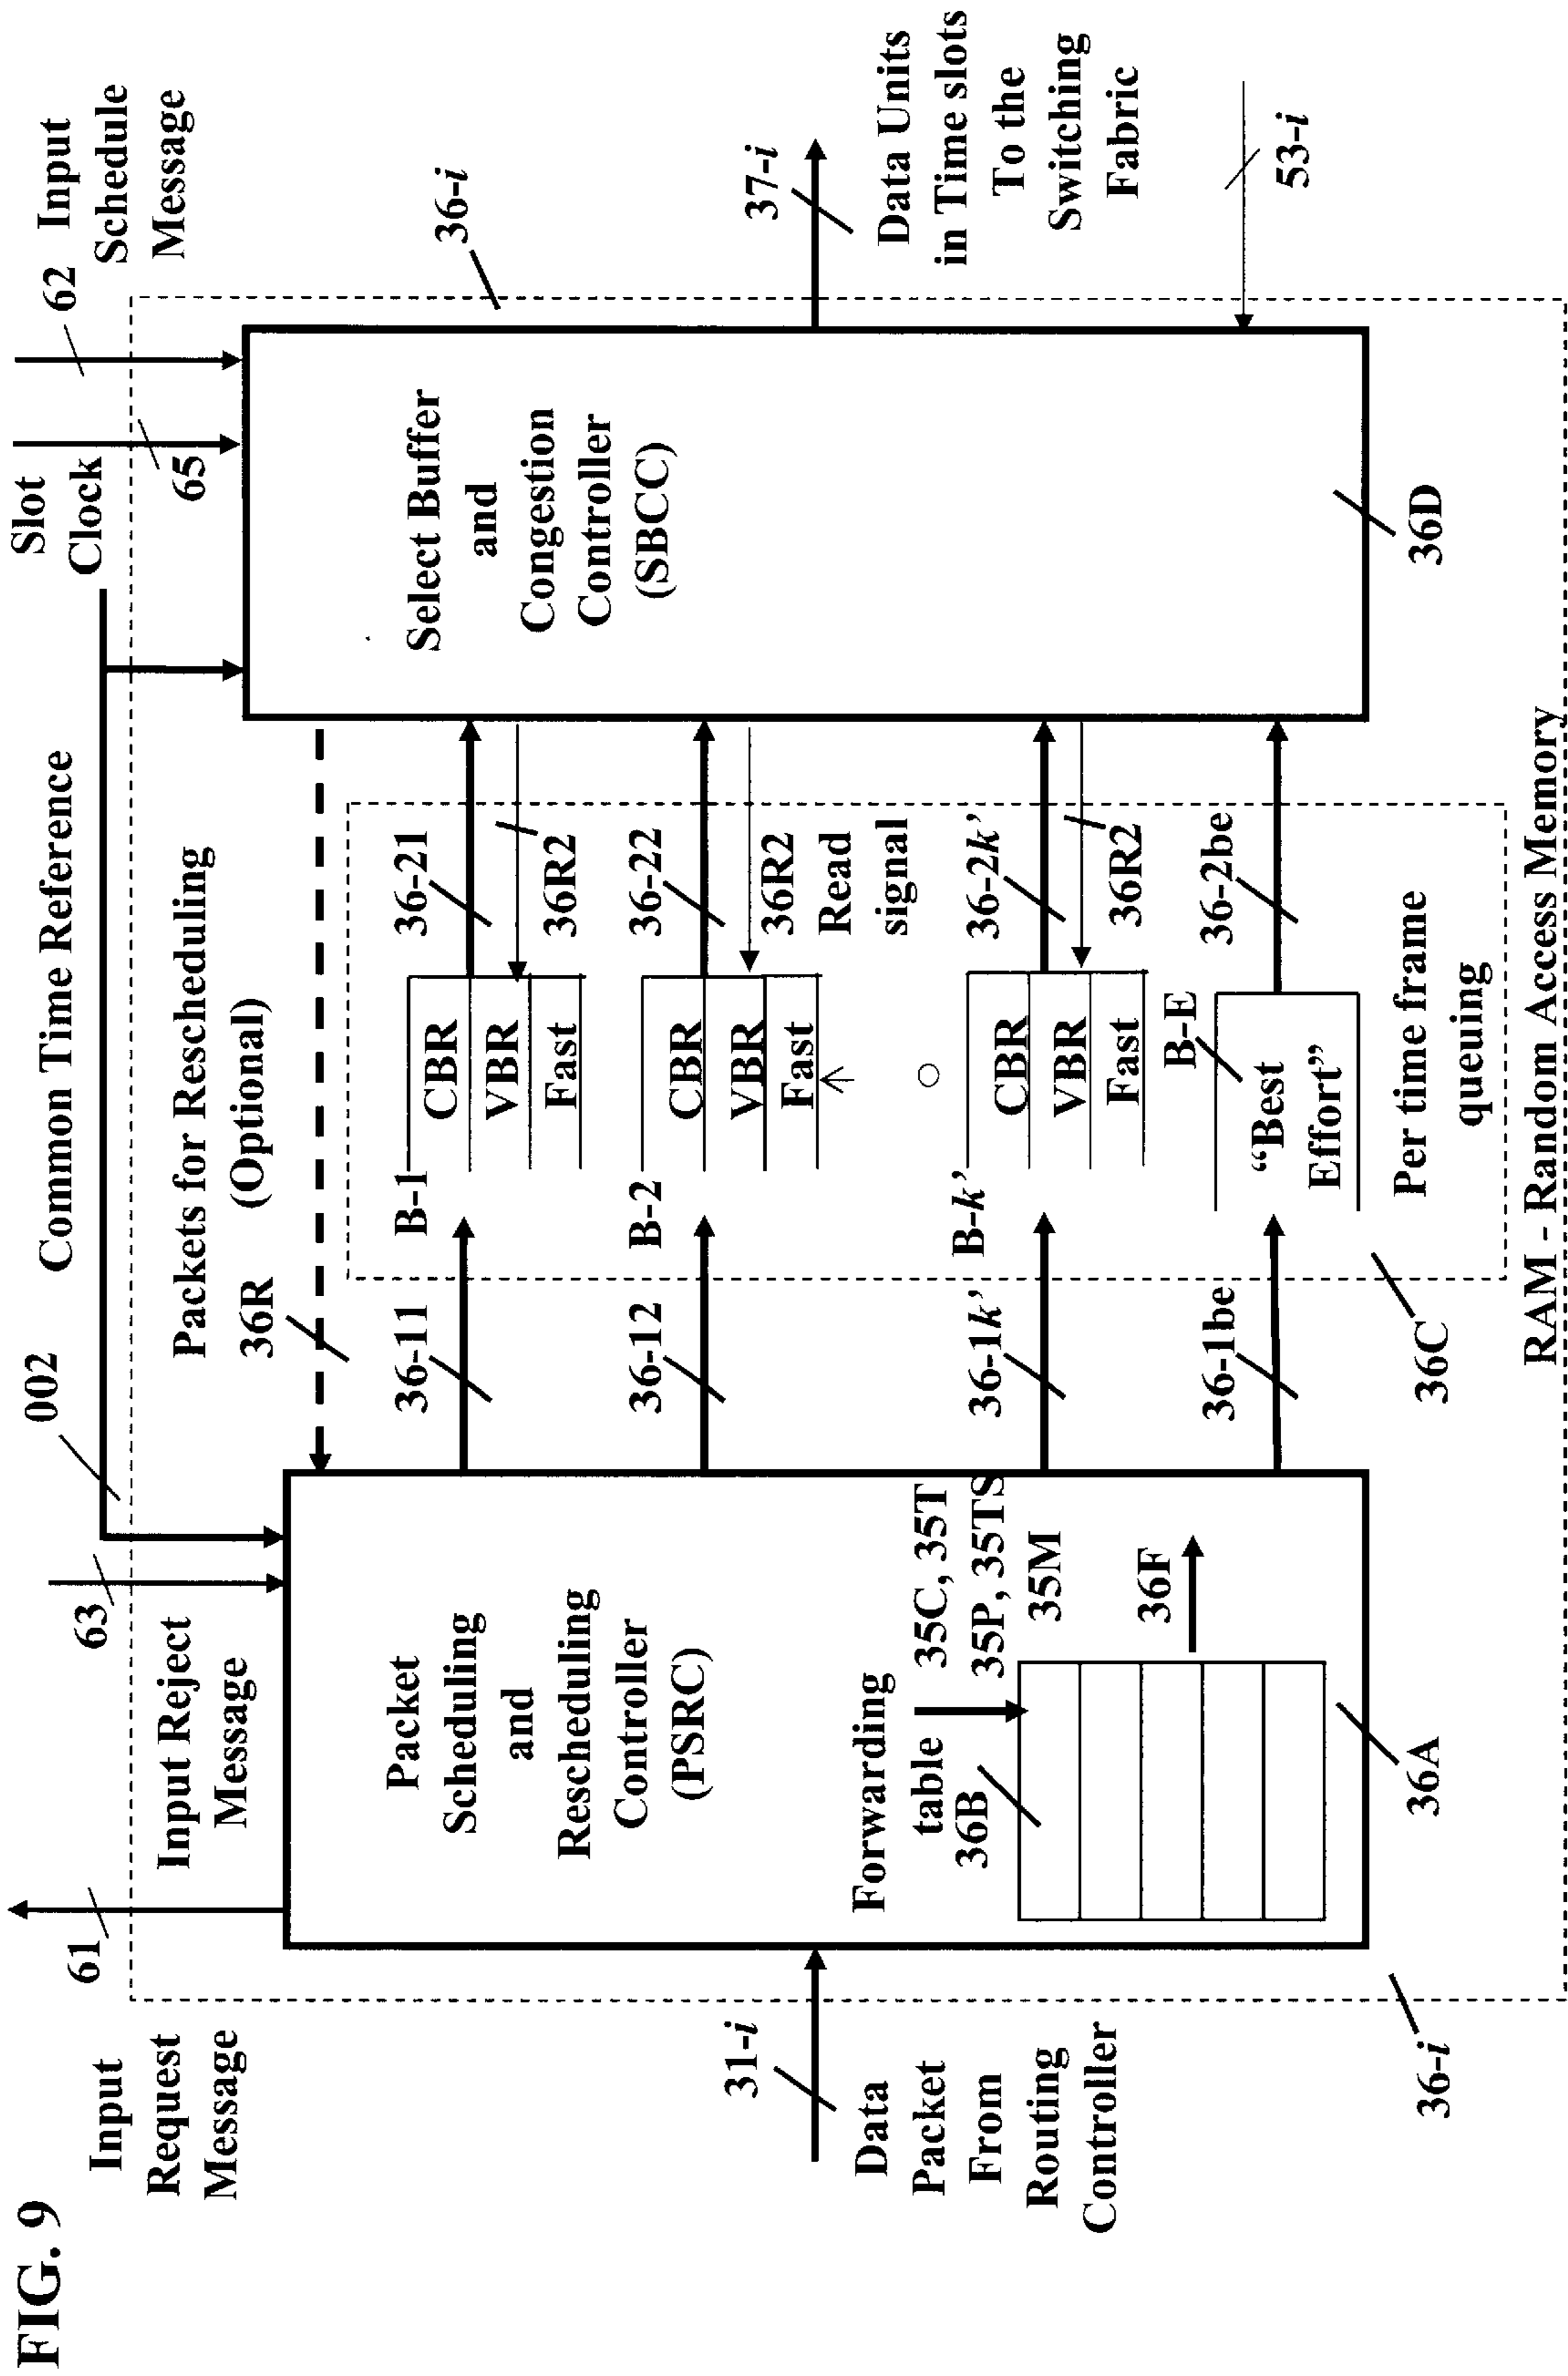 FIG. 9
Input
Request
Message
61
Input Reject
Message
63
002
Common Time Reference
Slot
Clock
65
62
Input
Schedule
Message
Packets for Rescheduling
(Optional)
36R
36-i
Packet
Scheduling
and
Rescheduling
Controller
(PSRC)
Forwarding
table
36B
35C, 35T
35P, 35TS
35M
36F
36A
31-i
Data
Packet
From
Routing
Controller
36-i
36-11
B-1
CBR
VBR
Fast
36-21
36R2
36-12
B-2
CBR
VBR
Fast
36-22
36R2
Read
signal
36-1k’
B-k’
CBR
VBR
Fast
36-2k’
36R2
36-1be
B-E
“Best
Effort”
36-2be
Per time frame
queuing
36C
RAM - Random Access Memory
Select Buffer
and
Congestion
Controller
(SBCC)
36D
37-i
Data Units
in Time slots
To the
Switching
Fabric
53-i